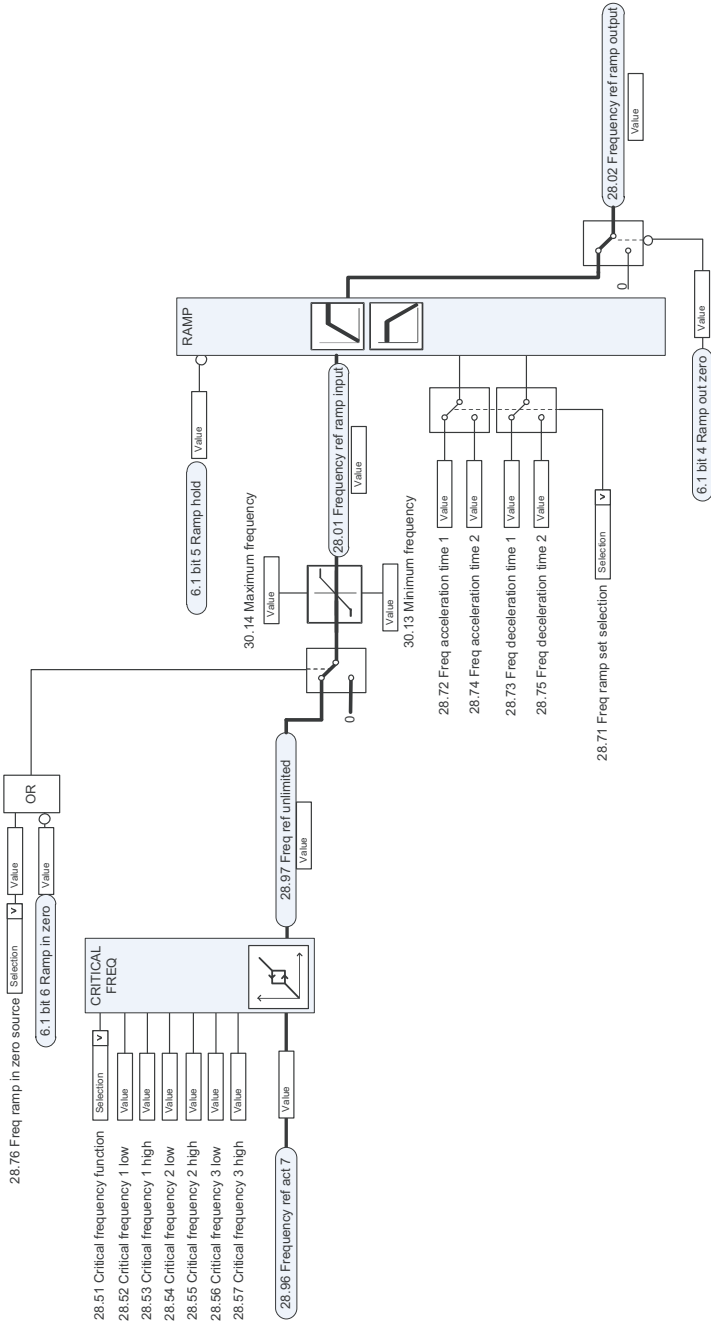 28.76 Freq ramp in zero source
Selection
v
Value
6.1 bit 6 Ramp in zero
Value
OR
28.51 Critical frequency function
Selection
v
28.52 Critical frequency 1 low
Value
28.53 Critical frequency 1 high
Value
28.54 Critical frequency 2 low
Value
28.55 Critical frequency 2 high
Value
28.56 Critical frequency 3 low
Value
28.57 Critical frequency 3 high
Value
28.96 Frequency ref act 7
Value
CRITICAL
FREQ
28.97 Freq ref unlimited
Value
0
30.14 Maximum frequency
Value
30.13 Minimum frequency
Value
28.01 Frequency ref ramp input
Value
6.1 bit 5 Ramp hold
Value
RAMP
28.72 Freq acceleration time 1
Value
28.74 Freq acceleration time 2
Value
28.73 Freq deceleration time 1
Value
28.75 Freq deceleration time 2
Value
28.71 Freq ramp set selection
Selection
v
0
28.02 Frequency ref ramp output
Value
6.1 bit 4 Ramp out zero
Value